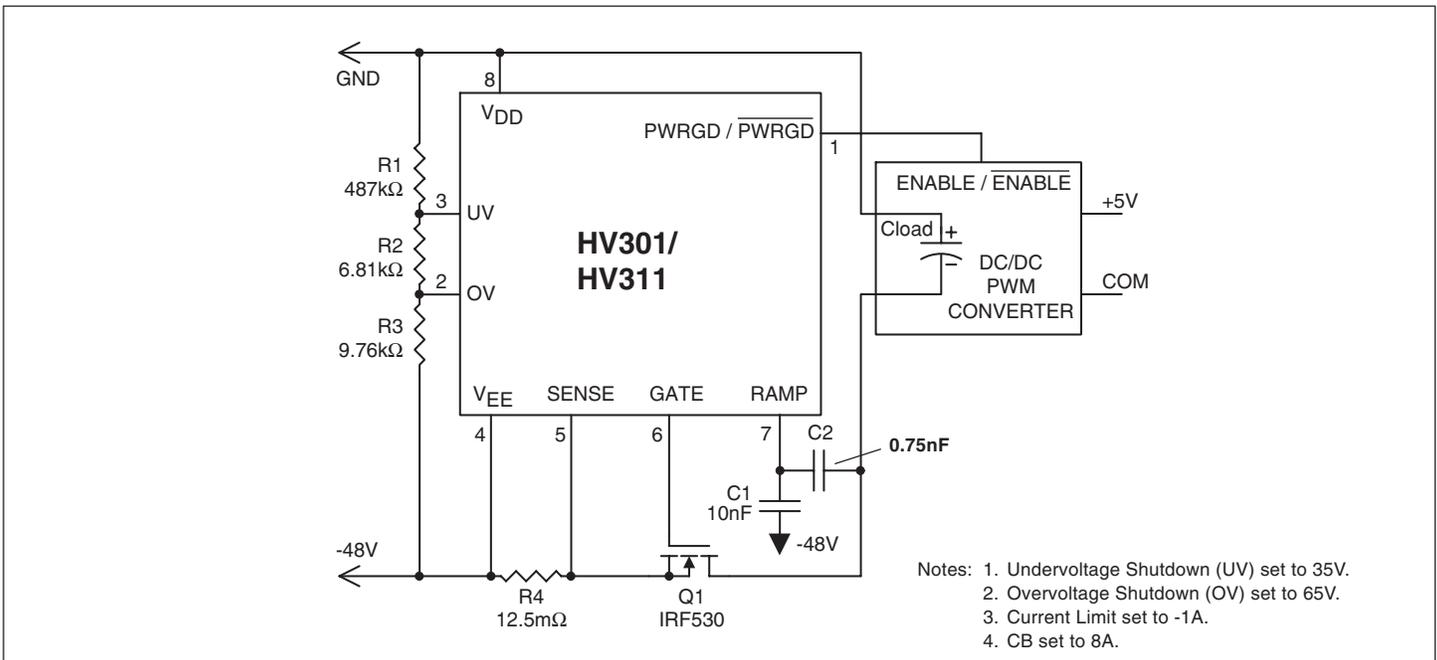 GND
8
VDD
PWRGD / PWRGD
1
R1
487kΩ
3
UV
ENABLE / ENABLE
+5V
Cload
+
R2
6.81kΩ
HV301/
HV311
−
DC/DC
PWM
CONVERTER
2
OV
COM
R3
9.76kΩ
VEE
SENSE
GATE
RAMP
4
5
6
7
C2
0.75nF
C1
10nF
-48V
-48V
R4
12.5mΩ
Q1
IRF530
Notes: 1. Undervoltage Shutdown (UV) set to 35V.
2. Overvoltage Shutdown (OV) set to 65V.
3. Current Limit set to -1A.
4. CB set to 8A.